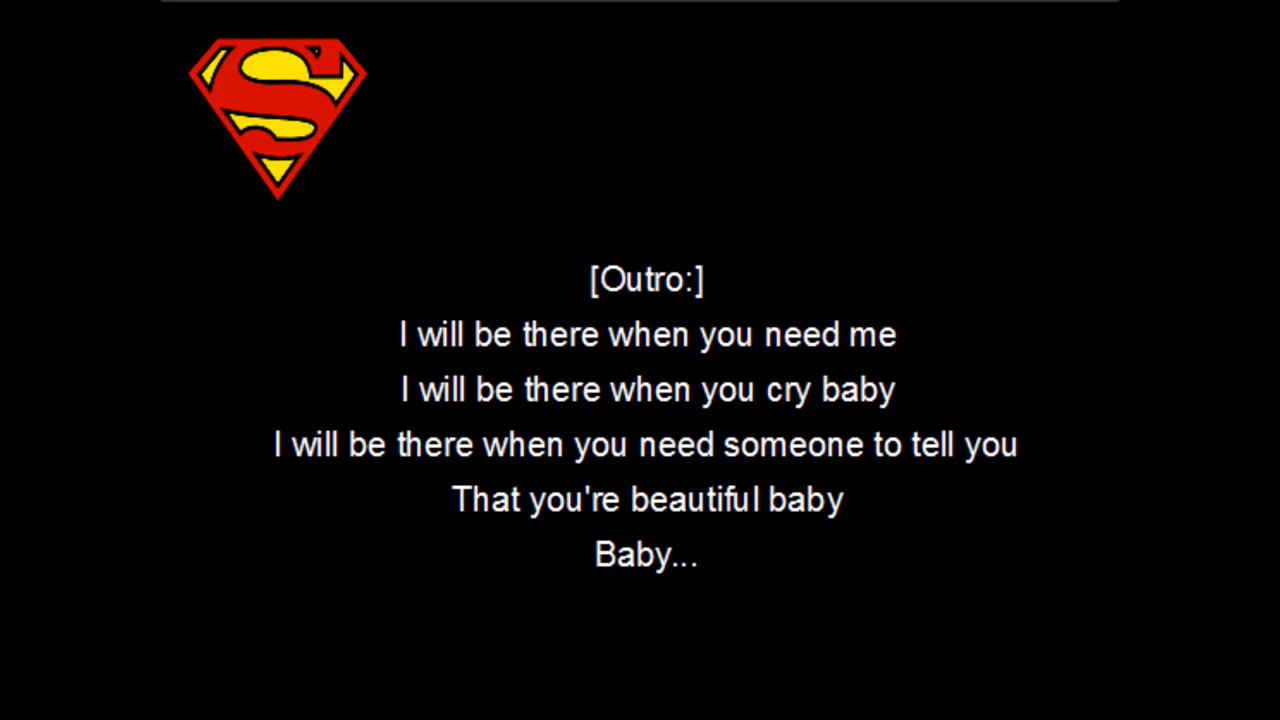 [Outro:]
I will be there when you need me
I will be there when you cry baby
I will be there when you need someone to tell you
That you're beautiful baby
Baby...